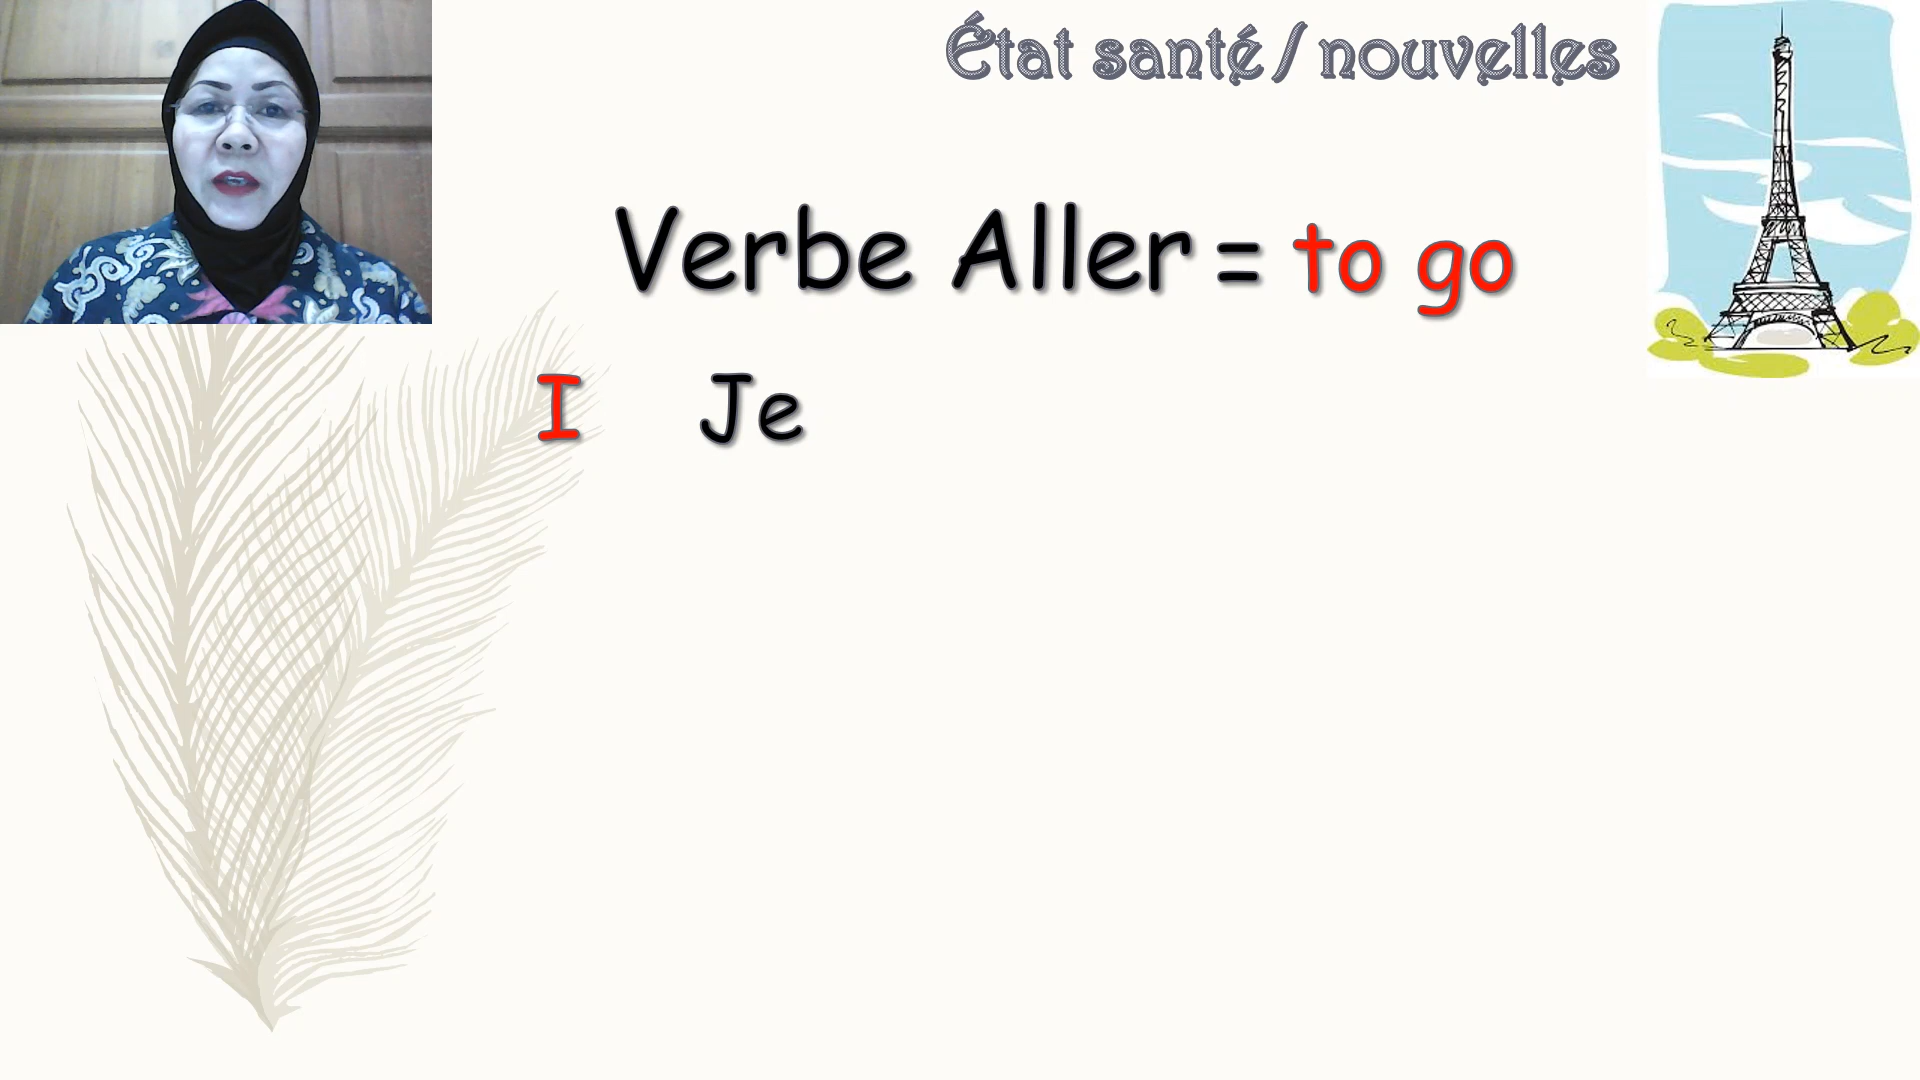 État santé / nouvelles
Verbe Aller = to go
I Je